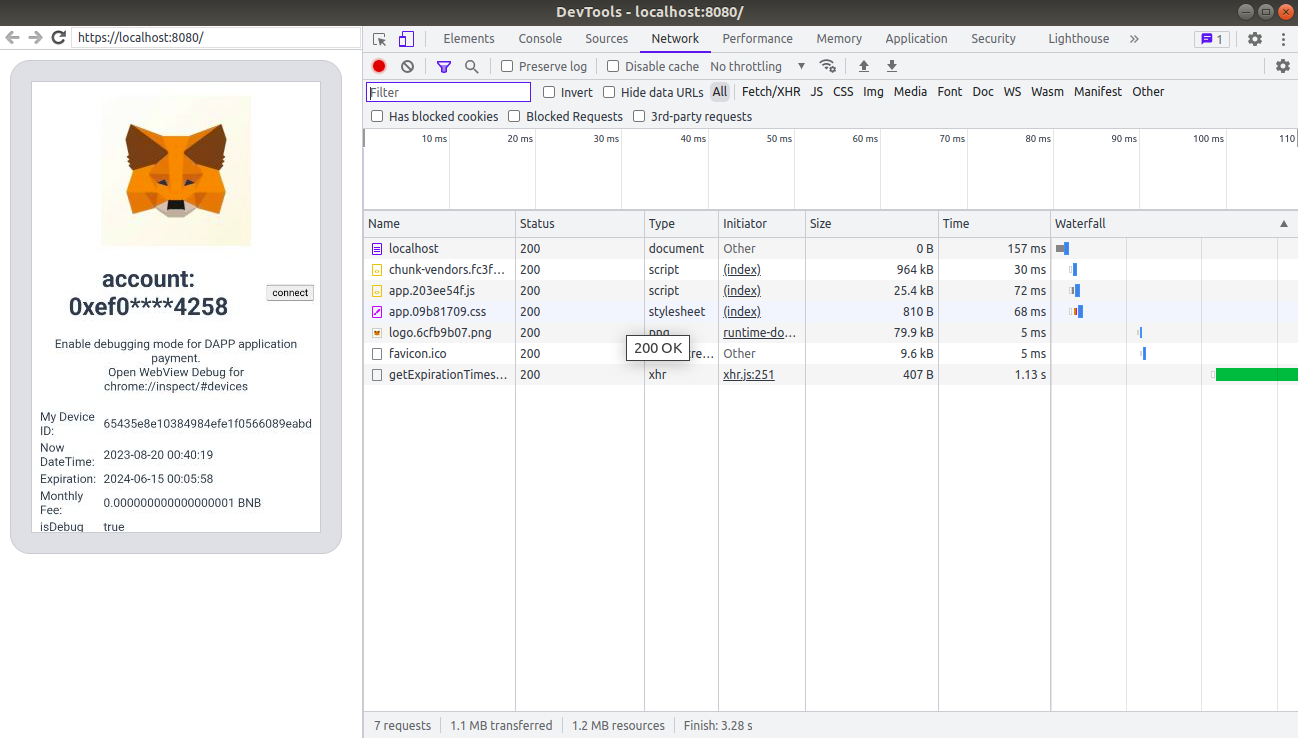 DevTools - localhost:8080/
https://localhost:8080/
account:
0xef0****4258
connect
Enable debugging mode for DAPP application
payment.
Open WebView Debug for
chrome://inspect/#devices
My Device
ID:
65435e8e10384984efe1f0566089eabd
Now
DateTime:
2023-08-20 00:40:19
Expiration: 2024-06-15 00:05:58
Monthly
Fee:
0.000000000000000001 BNB
isDebug true
Elements Console Sources Network Performance Memory Application Security Lighthouse » 1
Preserve log Disable cache No throttling
Filter Invert Hide data URLs All Fetch/XHR JS CSS Img Media Font Doc WS Wasm Manifest Other
Has blocked cookies Blocked Requests 3rd-party requests
10 ms 20 ms 30 ms 40 ms 50 ms 60 ms 70 ms 80 ms 90 ms 100 ms 110
Name Status Type Initiator Size Time Waterfall
localhost 200 document Other 0 B 157 ms
chunk-vendors.fc3f... 200 script (index) 964 kB 30 ms
app.203ee54f.js 200 script (index) 25.4 kB 72 ms
app.09b81709.css 200 stylesheet (index) 810 B 68 ms
logo.6cfb9b07.png 200 png runtime-do... 79.9 kB 5 ms
favicon.ico 200 re... Other 9.6 kB 5 ms
200 OK
getExpirationTimes... 200 xhr xhr.js:251 407 B 1.13 s
7 requests 1.1 MB transferred 1.2 MB resources Finish: 3.28 s